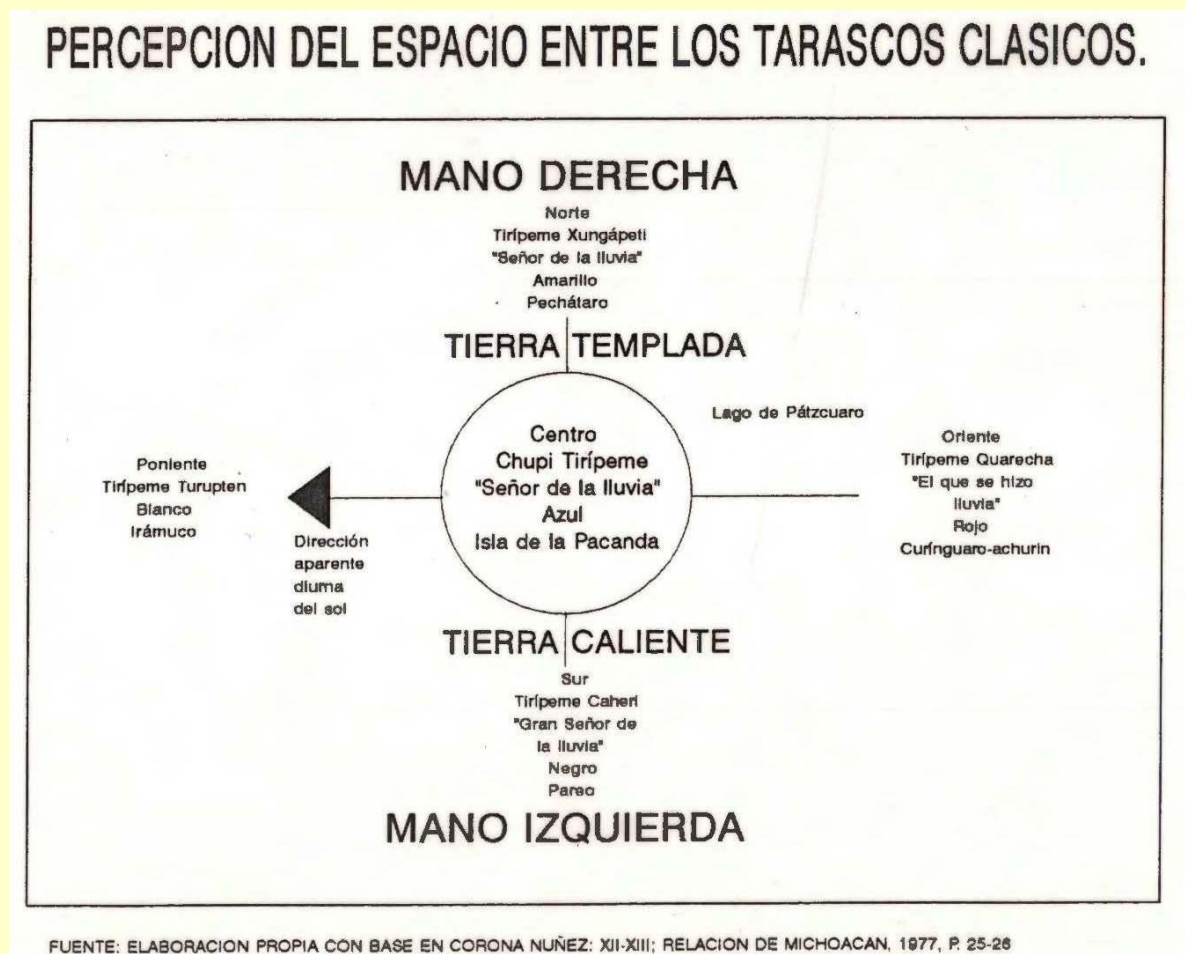 PERCEPCION DEL ESPACIO ENTRE LOS TARASCOS CLASICOS.
MANO DERECHA
Norte
Tirípeme Xungápeti
"Señor de la lluvia"
Amarillo
Pechátaro
TIERRA TEMPLADA
Lago de Pátzcuaro
Centro
Chupi Tirípeme
"Señor de la lluvia"
Azul
Isla de la Pacanda
Poniente
Tirípeme Turupten
Blanco
Irámuco
Dirección
aparente
diurna
del sol
Oriente
Tirípeme Quarecha
"El que se hizo
lluvia"
Rojo
Curínguaro-achurin
TIERRA CALIENTE
Sur
Tirípeme Caheri
"Gran Señor de
la lluvia"
Negro
Pareo
MANO IZQUIERDA
FUENTE: ELABORACION PROPIA CON BASE EN CORONA NUÑEZ: XII-XIII; RELACION DE MICHOACAN, 1977, P. 25-26